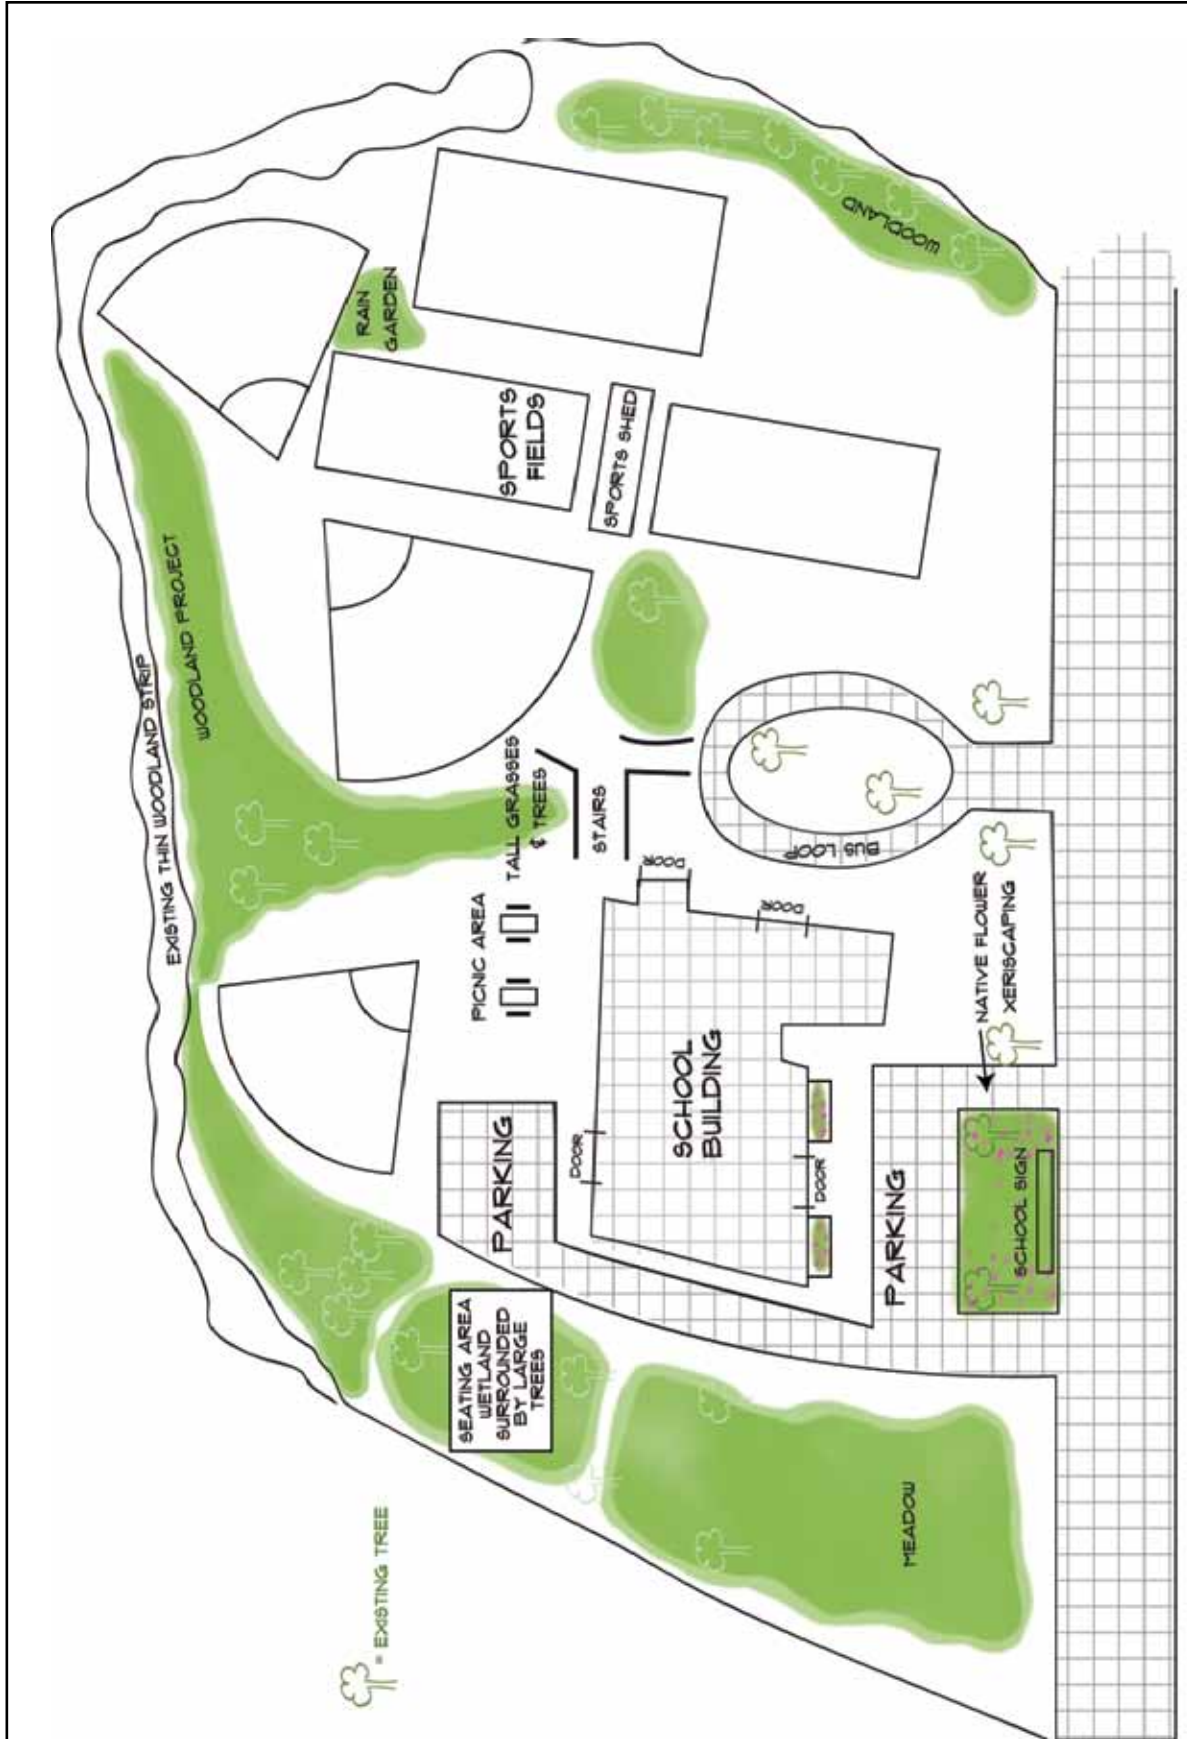 = EXISTING TREE
EXISTING THIN WOODLAND STRIP
WOODLAND PROJECT
RAIN
GARDEN
SPORTS
FIELDS
SPORTS SHED
WOODLAND
TALL GRASSES
& TREES
STAIRS
PICNIC AREA
BUS LOOP
DOOR
DOOR
SCHOOL
BUILDING
DOOR
DOOR
PARKING
PARKING
NATIVE FLOWER
XERISCAPING
SCHOOL SIGN
SEATING AREA
WETLAND
SURROUNDED
BY LARGE
TREES
MEADOW